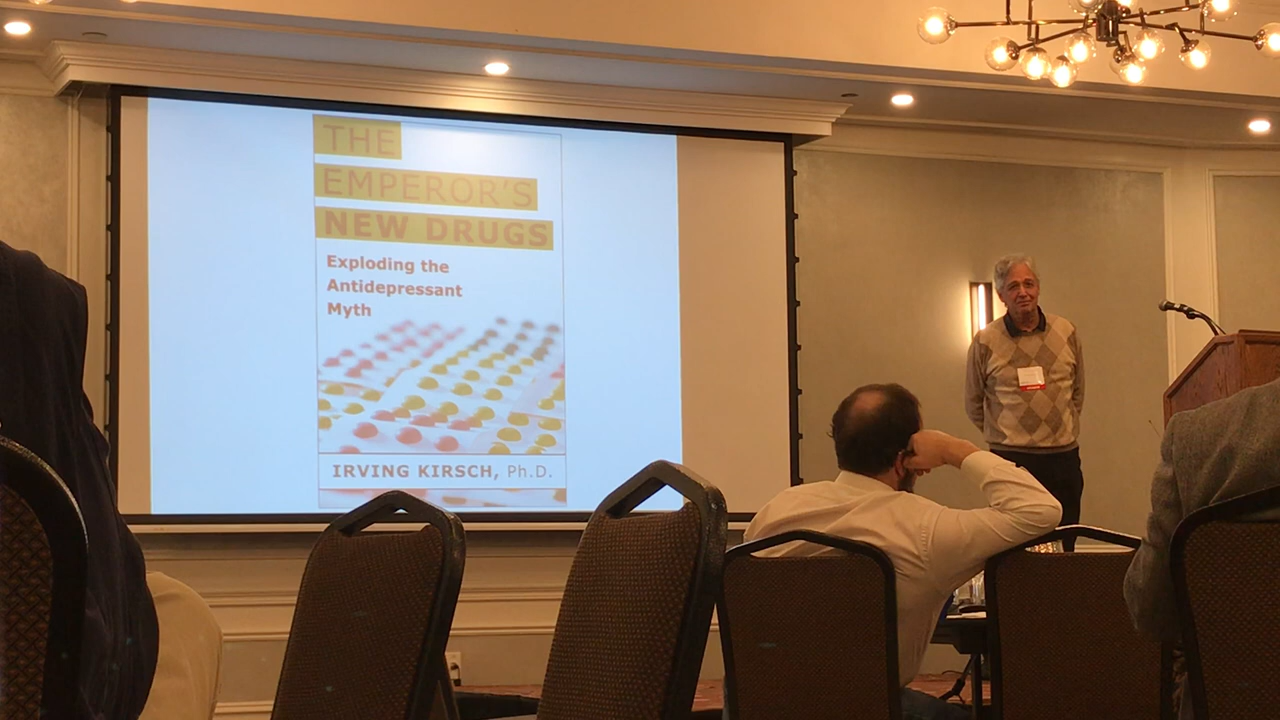 THE
EMPEROR'S
NEW DRUGS
Exploding the
Antidepressant
Myth
IRVING KIRSCH, Ph.D.